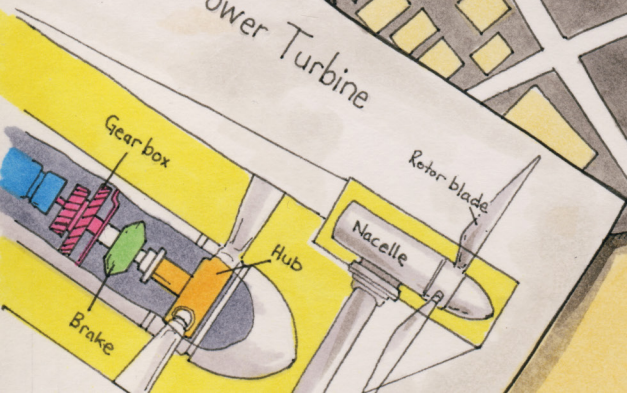 ower Turbine
Gearbox
Rotor blade
Nacelle
Hub
Brake